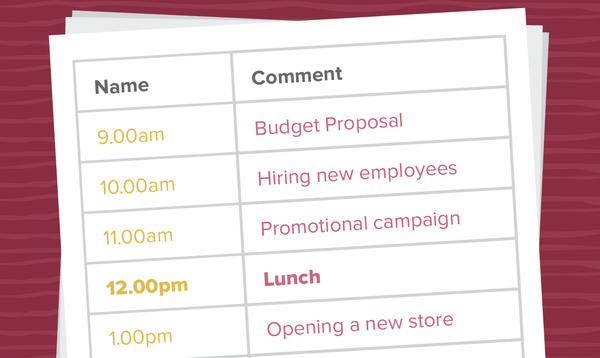 Name Comment
9.00am Budget Proposal
10.00am Hiring new employees
11.00am Promotional campaign
12.00pm Lunch
1.00pm Opening a new store